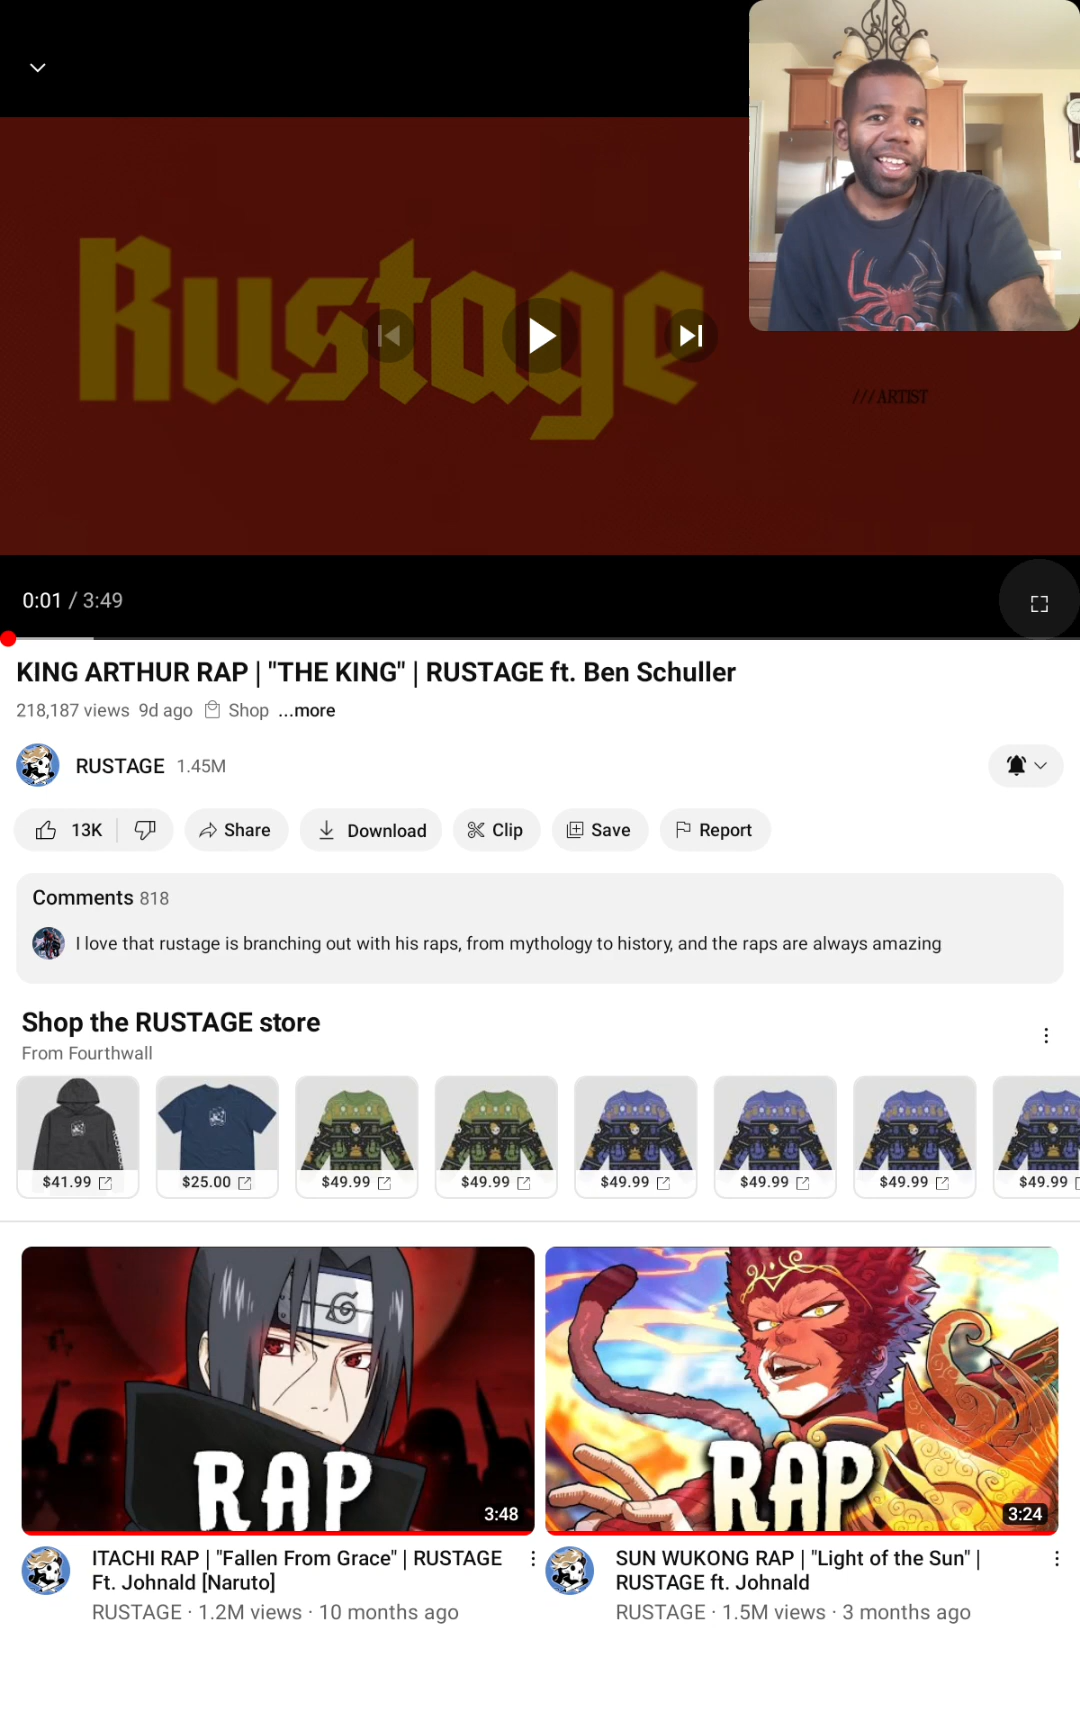 Rustage
///ARTIST
0:01 / 3:49
KING ARTHUR RAP | "THE KING" | RUSTAGE ft. Ben Schuller
218,187 views 9d ago Shop ...more
RUSTAGE 1.45M
13K Share Download Clip Save Report
Comments 818
I love that rustage is branching out with his raps, from mythology to history, and the raps are always amazing
Shop the RUSTAGE store
From Fourthwall
$41.99 $25.00 $49.99 $49.99 $49.99 $49.99 $49.99 $49.99
RAP
3:48
RAP
3:24
ITACHI RAP | "Fallen From Grace" | RUSTAGE
Ft. Johnald [Naruto]
RUSTAGE · 1.2M views · 10 months ago
SUN WUKONG RAP | "Light of the Sun" |
RUSTAGE ft. Johnald
RUSTAGE · 1.5M views · 3 months ago